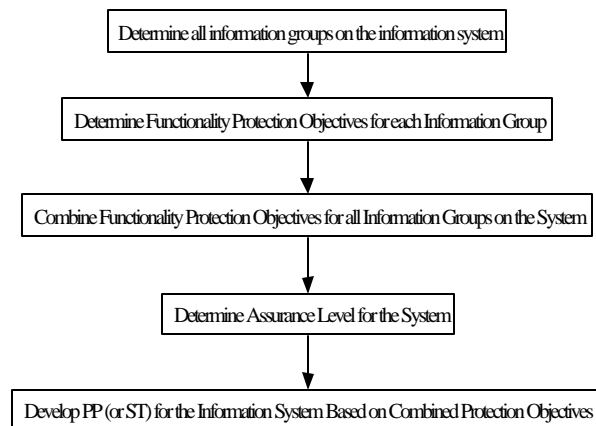 Determine all information groups on the information system
Determine Functionality Protection Objectives for each Information Group
Combine Functionality Protection Objectives for all Information Groups on the System
Determine Assurance Level for the System
Develop PP (or ST) for the Information System Based on Combined Protection Objectives